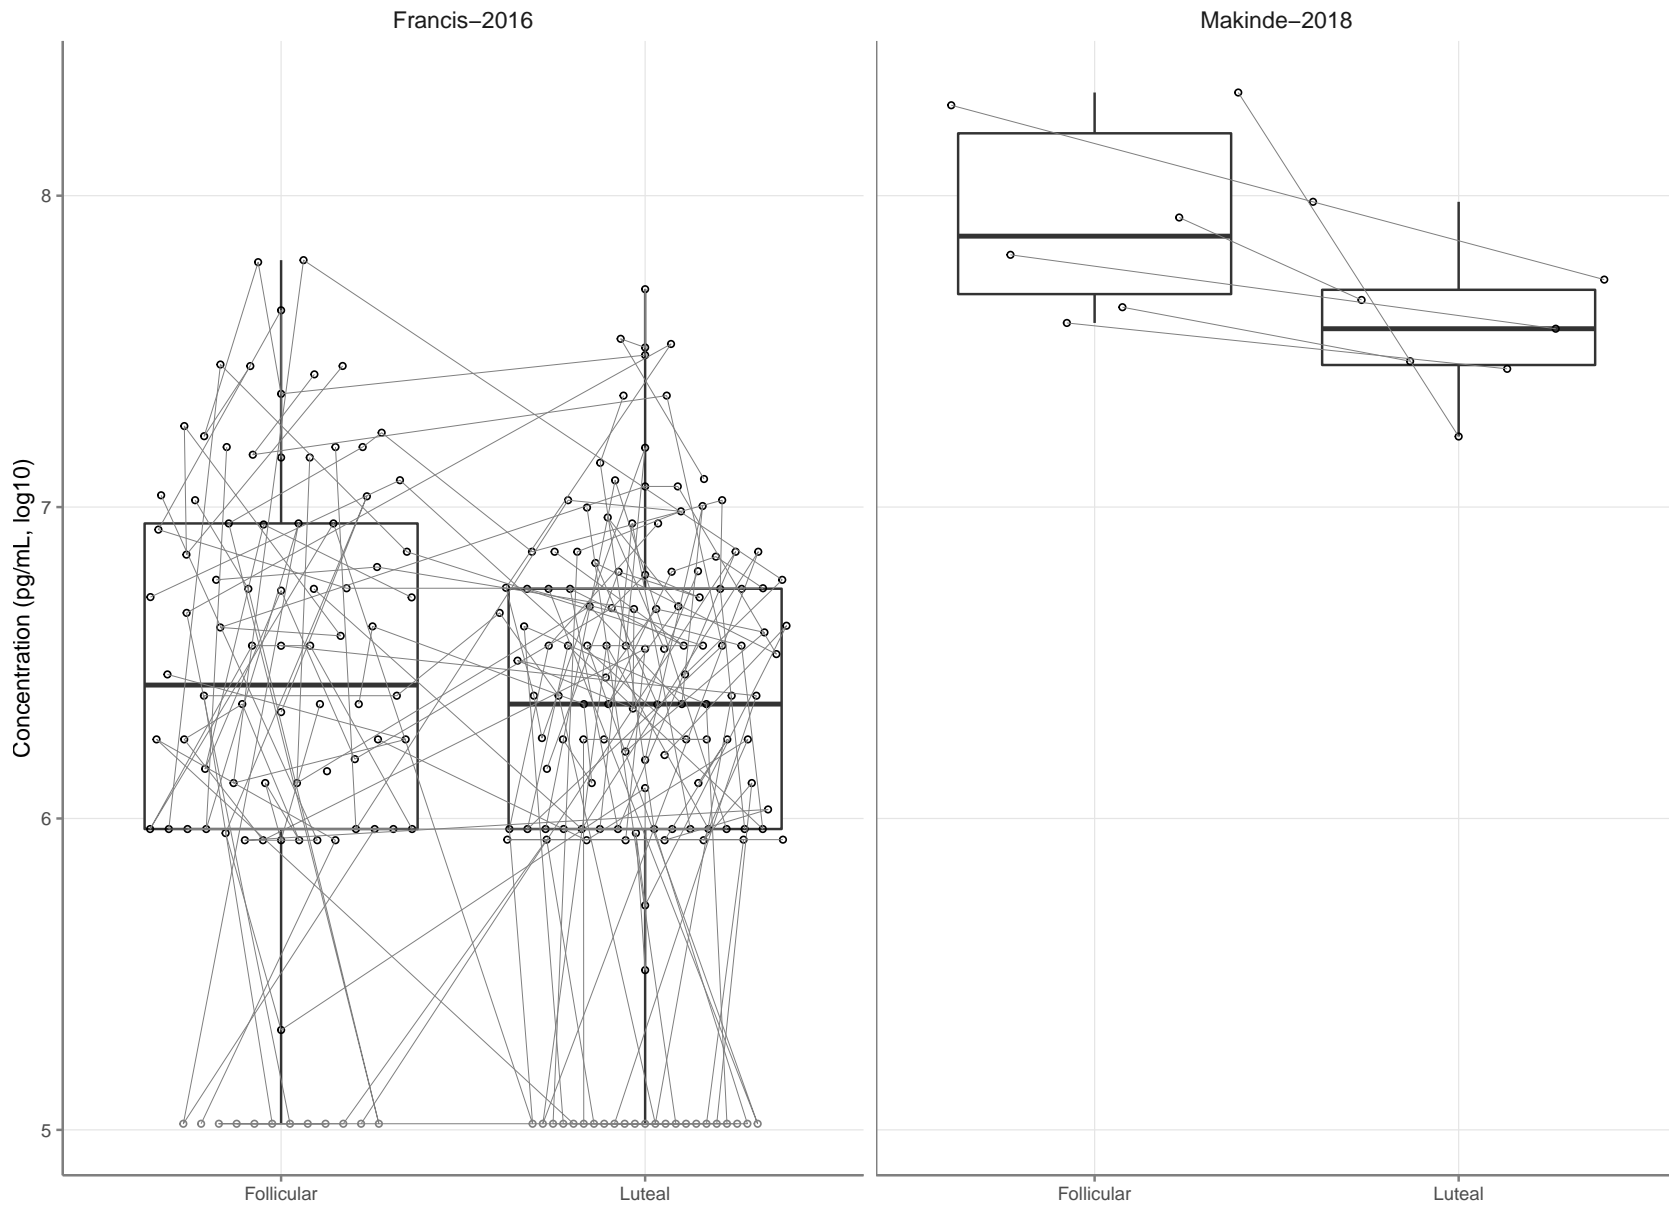 Francis−2016
Makinde−2018
Concentration (pg/mL, log10)
8
7
6
5
Follicular
Luteal
Follicular
Luteal